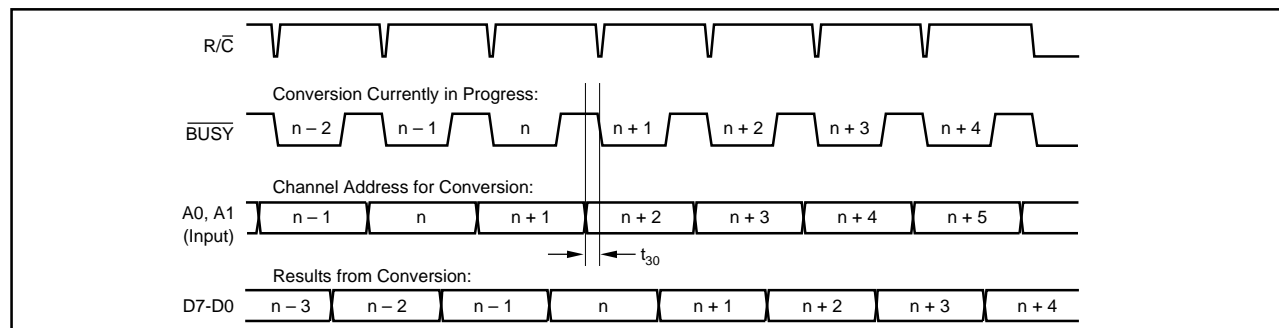 R/C̅
Conversion Currently in Progress:
B̅U̅S̅Y̅ n – 2 n – 1 n n + 1 n + 2 n + 3 n + 4
Channel Address for Conversion:
A0, A1 (Input) n – 1 n n + 1 n + 2 n + 3 n + 4 n + 5
t30
Results from Conversion:
D7-D0 n – 3 n – 2 n – 1 n n + 1 n + 2 n + 3 n + 4